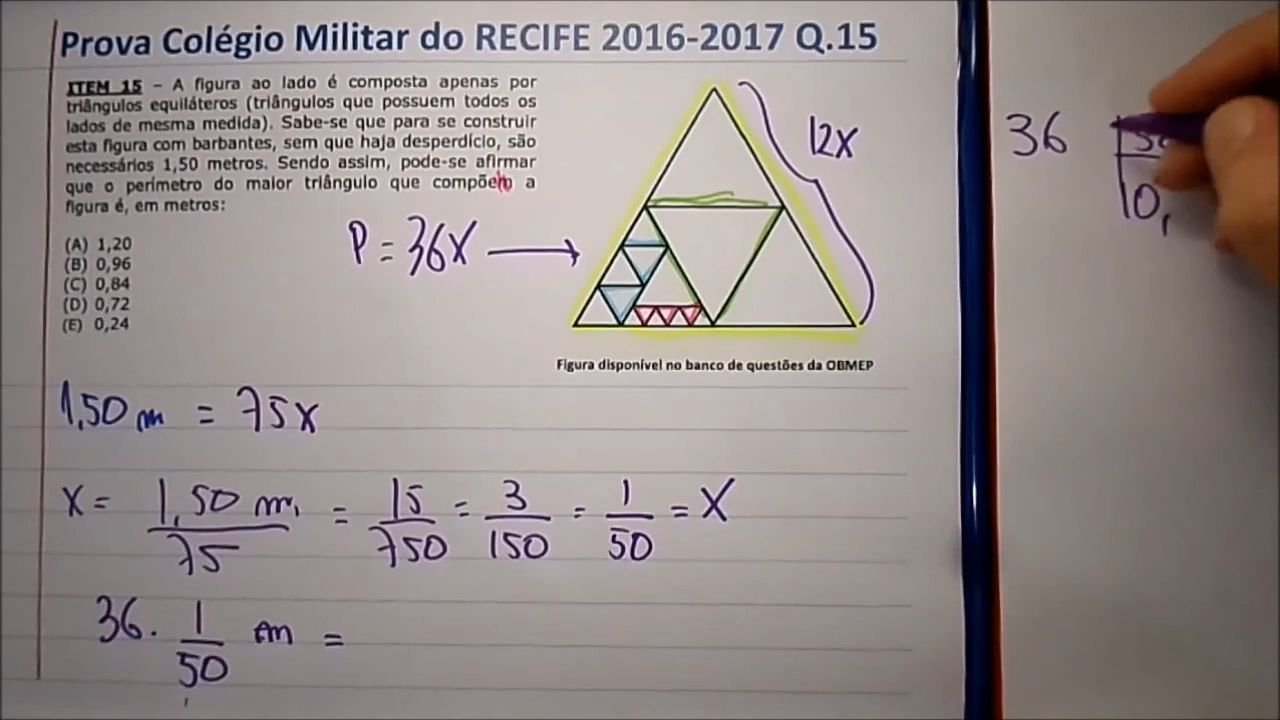 Prova Colégio Militar do RECIFE 2016-2017 Q.15
ITEM 15 – A figura ao lado é composta apenas por
triângulos equiláteros (triângulos que possuem todos os
lados de mesma medida). Sabe-se que para se construir
esta figura com barbantes, sem que haja desperdício, são
necessários 1,50 metros. Sendo assim, pode-se afirmar
que o perímetro do maior triângulo que compõem a
figura é, em metros:
(A) 1,20
(B) 0,96
(C) 0,84
(D) 0,72
(E) 0,24
P = 36X
12X
Figura disponível no banco de questões da OBMEP
1,50 m = 75X
X = 1,50 m / 75 = 15/750 = 3/150 = 1/50 = X
36 . 1/50 m =
36
0,